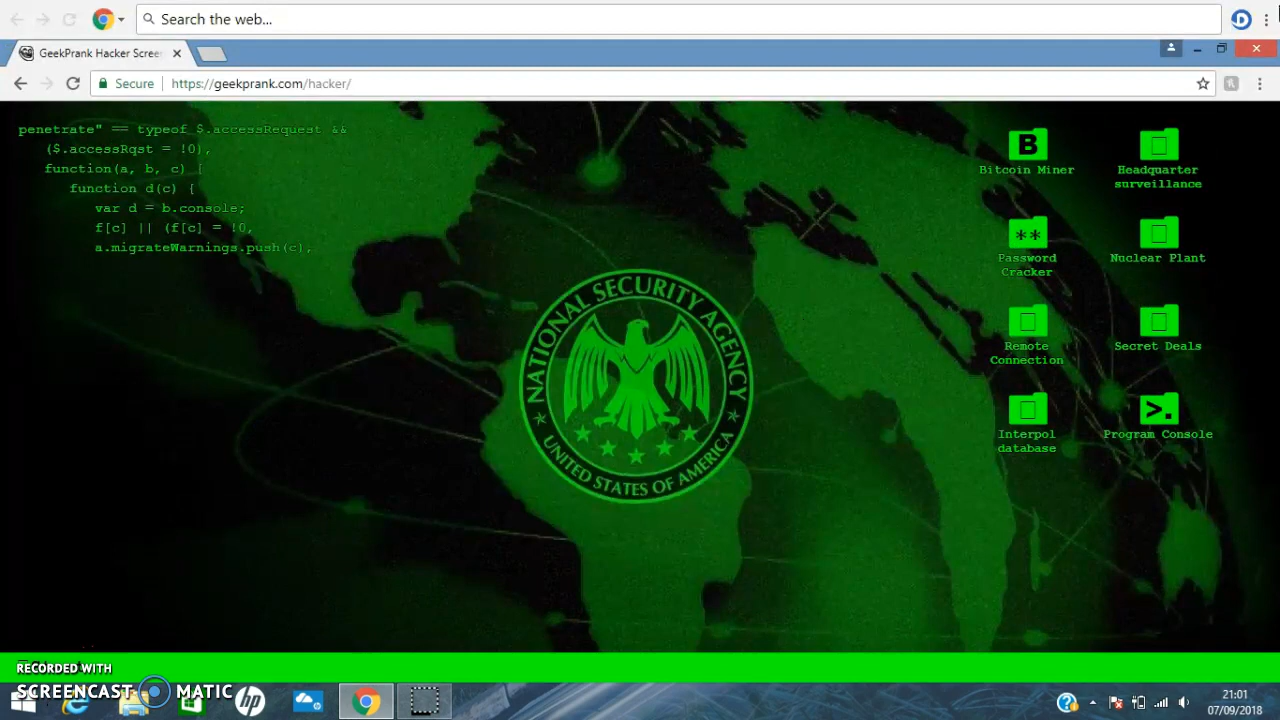 Search the web...
GeekPrank Hacker Scree
Secure https://geekprank.com/hacker/
penetrate" == typeof $.accessRequest &&
($.accessRqst = !0),
function(a, b, c) [
function d(c) {
var d = b.console;
f[c] || (f[c] = !0,
a.migrateWarnings.push(c),
B
Bitcoin Miner
Headquarter
surveillance
**
Password
Cracker
Nuclear Plant
Remote
Connection
Secret Deals
Interpol
database
>.
Program Console
NATIONAL SECURITY AGENCY
UNITED STATES OF AMERICA
RECORDED WITH
SCREENCAST MATIC
hp
21:01
07/09/2018